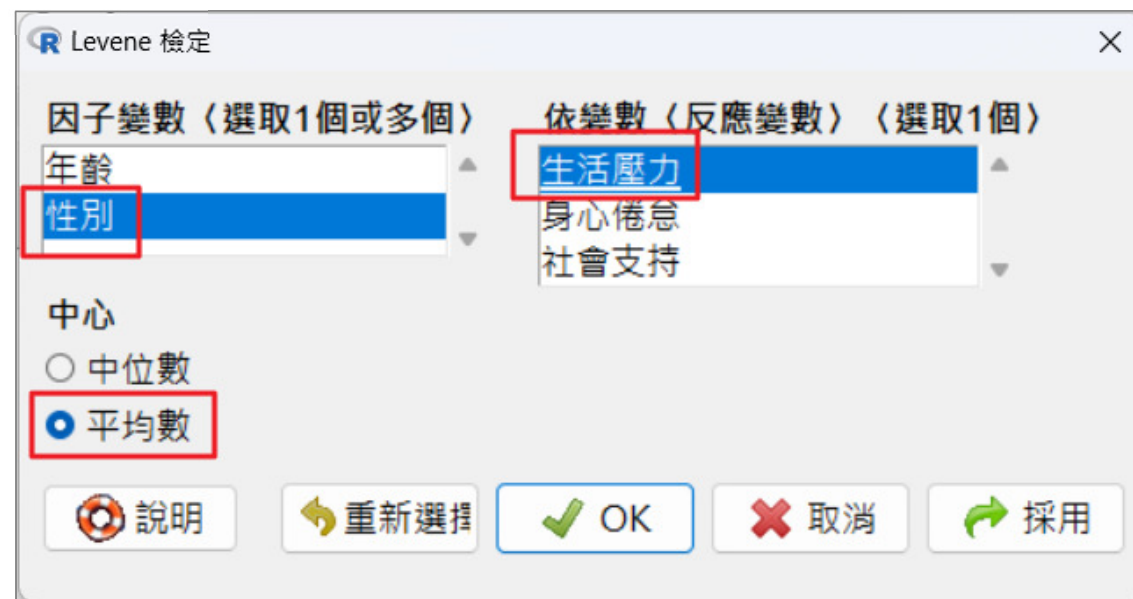 Levene 檢定
因子變數〈選取1個或多個〉
依變數〈反應變數〉〈選取1個〉
年齡
性別
生活壓力
身心倦怠
社會支持
中心
中位數
平均數
說明 重新選擇 OK 取消 採用